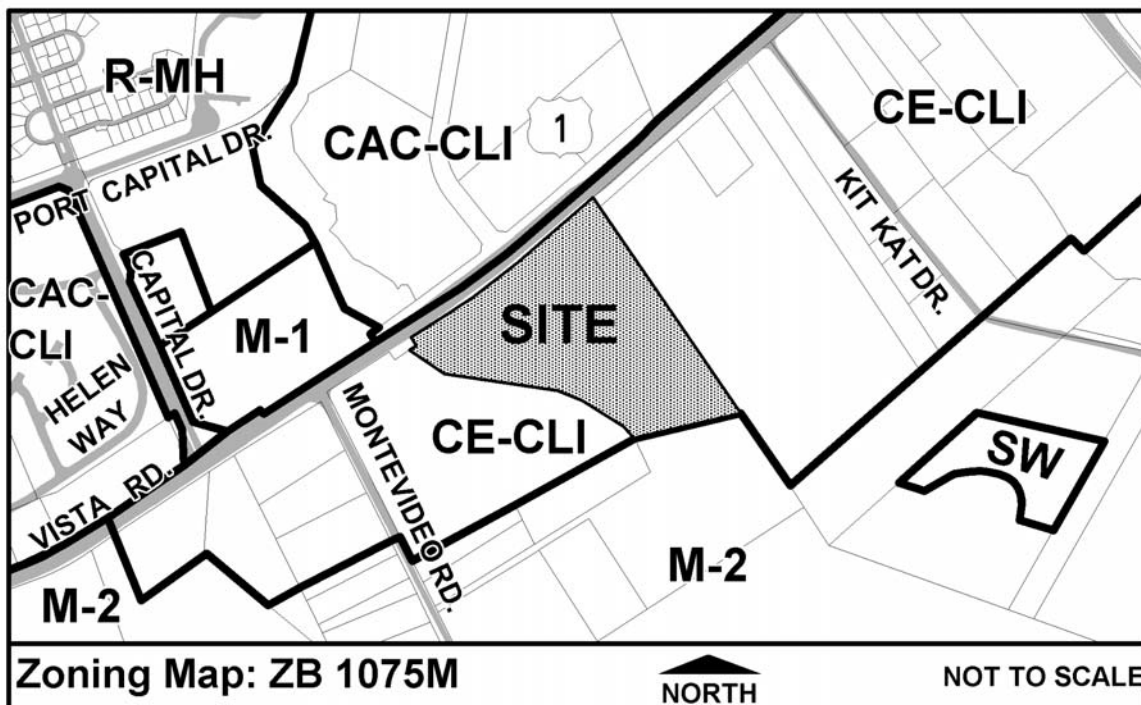 R-MH
PORT CAPITAL DR.
CAC-CLI
1
CE-CLI
KIT KAT DR.
CAC-
CLI
HELEN
WAY
CAPITAL DR.
M-1
SITE
VISTA RD.
MONTEVIDEO RD.
CE-CLI
SW
M-2
M-2
Zoning Map: ZB 1075M
NORTH
NOT TO SCALE